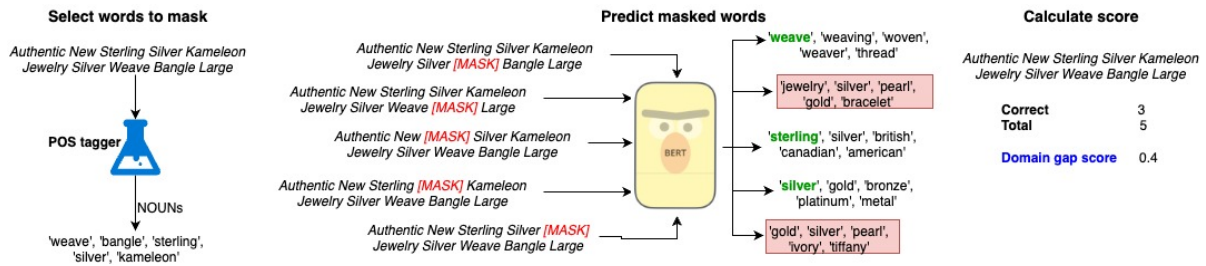 Select words to mask
Authentic New Sterling Silver Kameleon
Jewelry Silver Weave Bangle Large
POS tagger
NOUNs
'weave', 'bangle', 'sterling',
'silver', 'kameleon'
Predict masked words
Authentic New Sterling Silver Kameleon
Jewelry Silver [MASK] Bangle Large
Authentic New Sterling Silver Kameleon
Jewelry Silver Weave [MASK] Large
Authentic New [MASK] Silver Kameleon
Jewelry Silver Weave Bangle Large
Authentic New Sterling [MASK] Kameleon
Jewelry Silver Weave Bangle Large
Authentic New Sterling Silver [MASK]
Jewelry Silver Weave Bangle Large
BERT
'weave', 'weaving', 'woven',
'weaver', 'thread'
'jewelry', 'silver', 'pearl',
'gold', 'bracelet'
'sterling', 'silver', 'british',
'canadian', 'american'
'silver', 'gold', 'bronze',
'platinum', 'metal'
'gold', 'silver', 'pearl',
'ivory', 'tiffany'
Calculate score
Authentic New Sterling Silver Kameleon
Jewelry Silver Weave Bangle Large
Correct 3
Total 5
Domain gap score 0.4